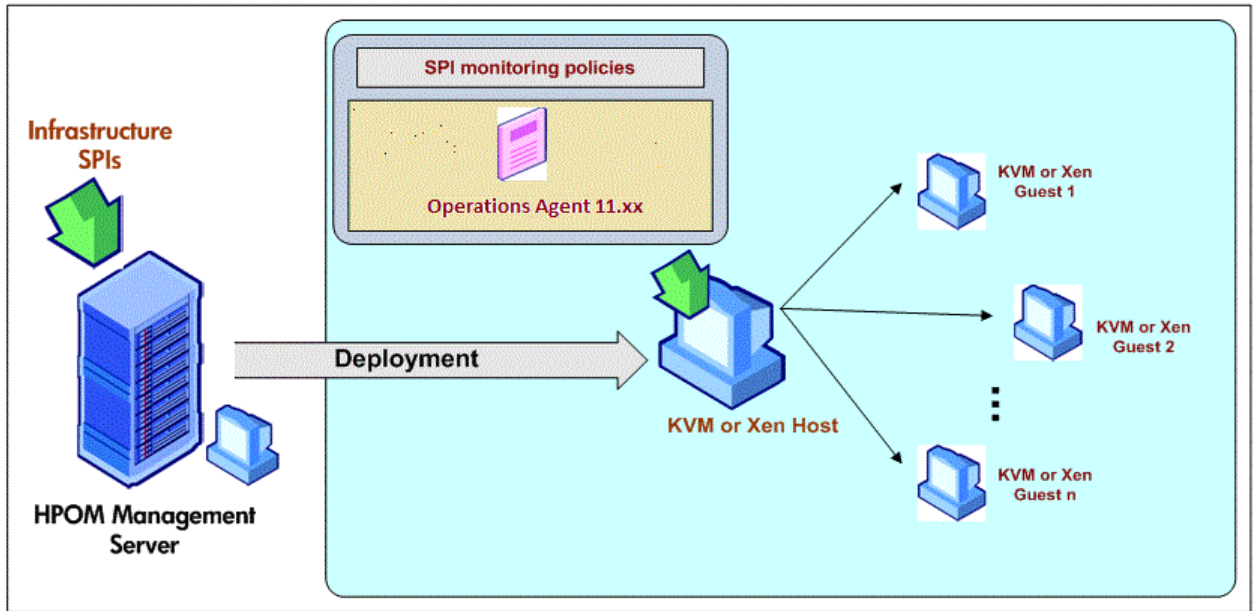 SPI monitoring policies
Operations Agent 11.xx
Infrastructure
SPIs
HPOM Management
Server
Deployment
KVM or Xen Host
KVM or Xen
Guest 1
KVM or Xen
Guest 2
KVM or Xen
Guest n